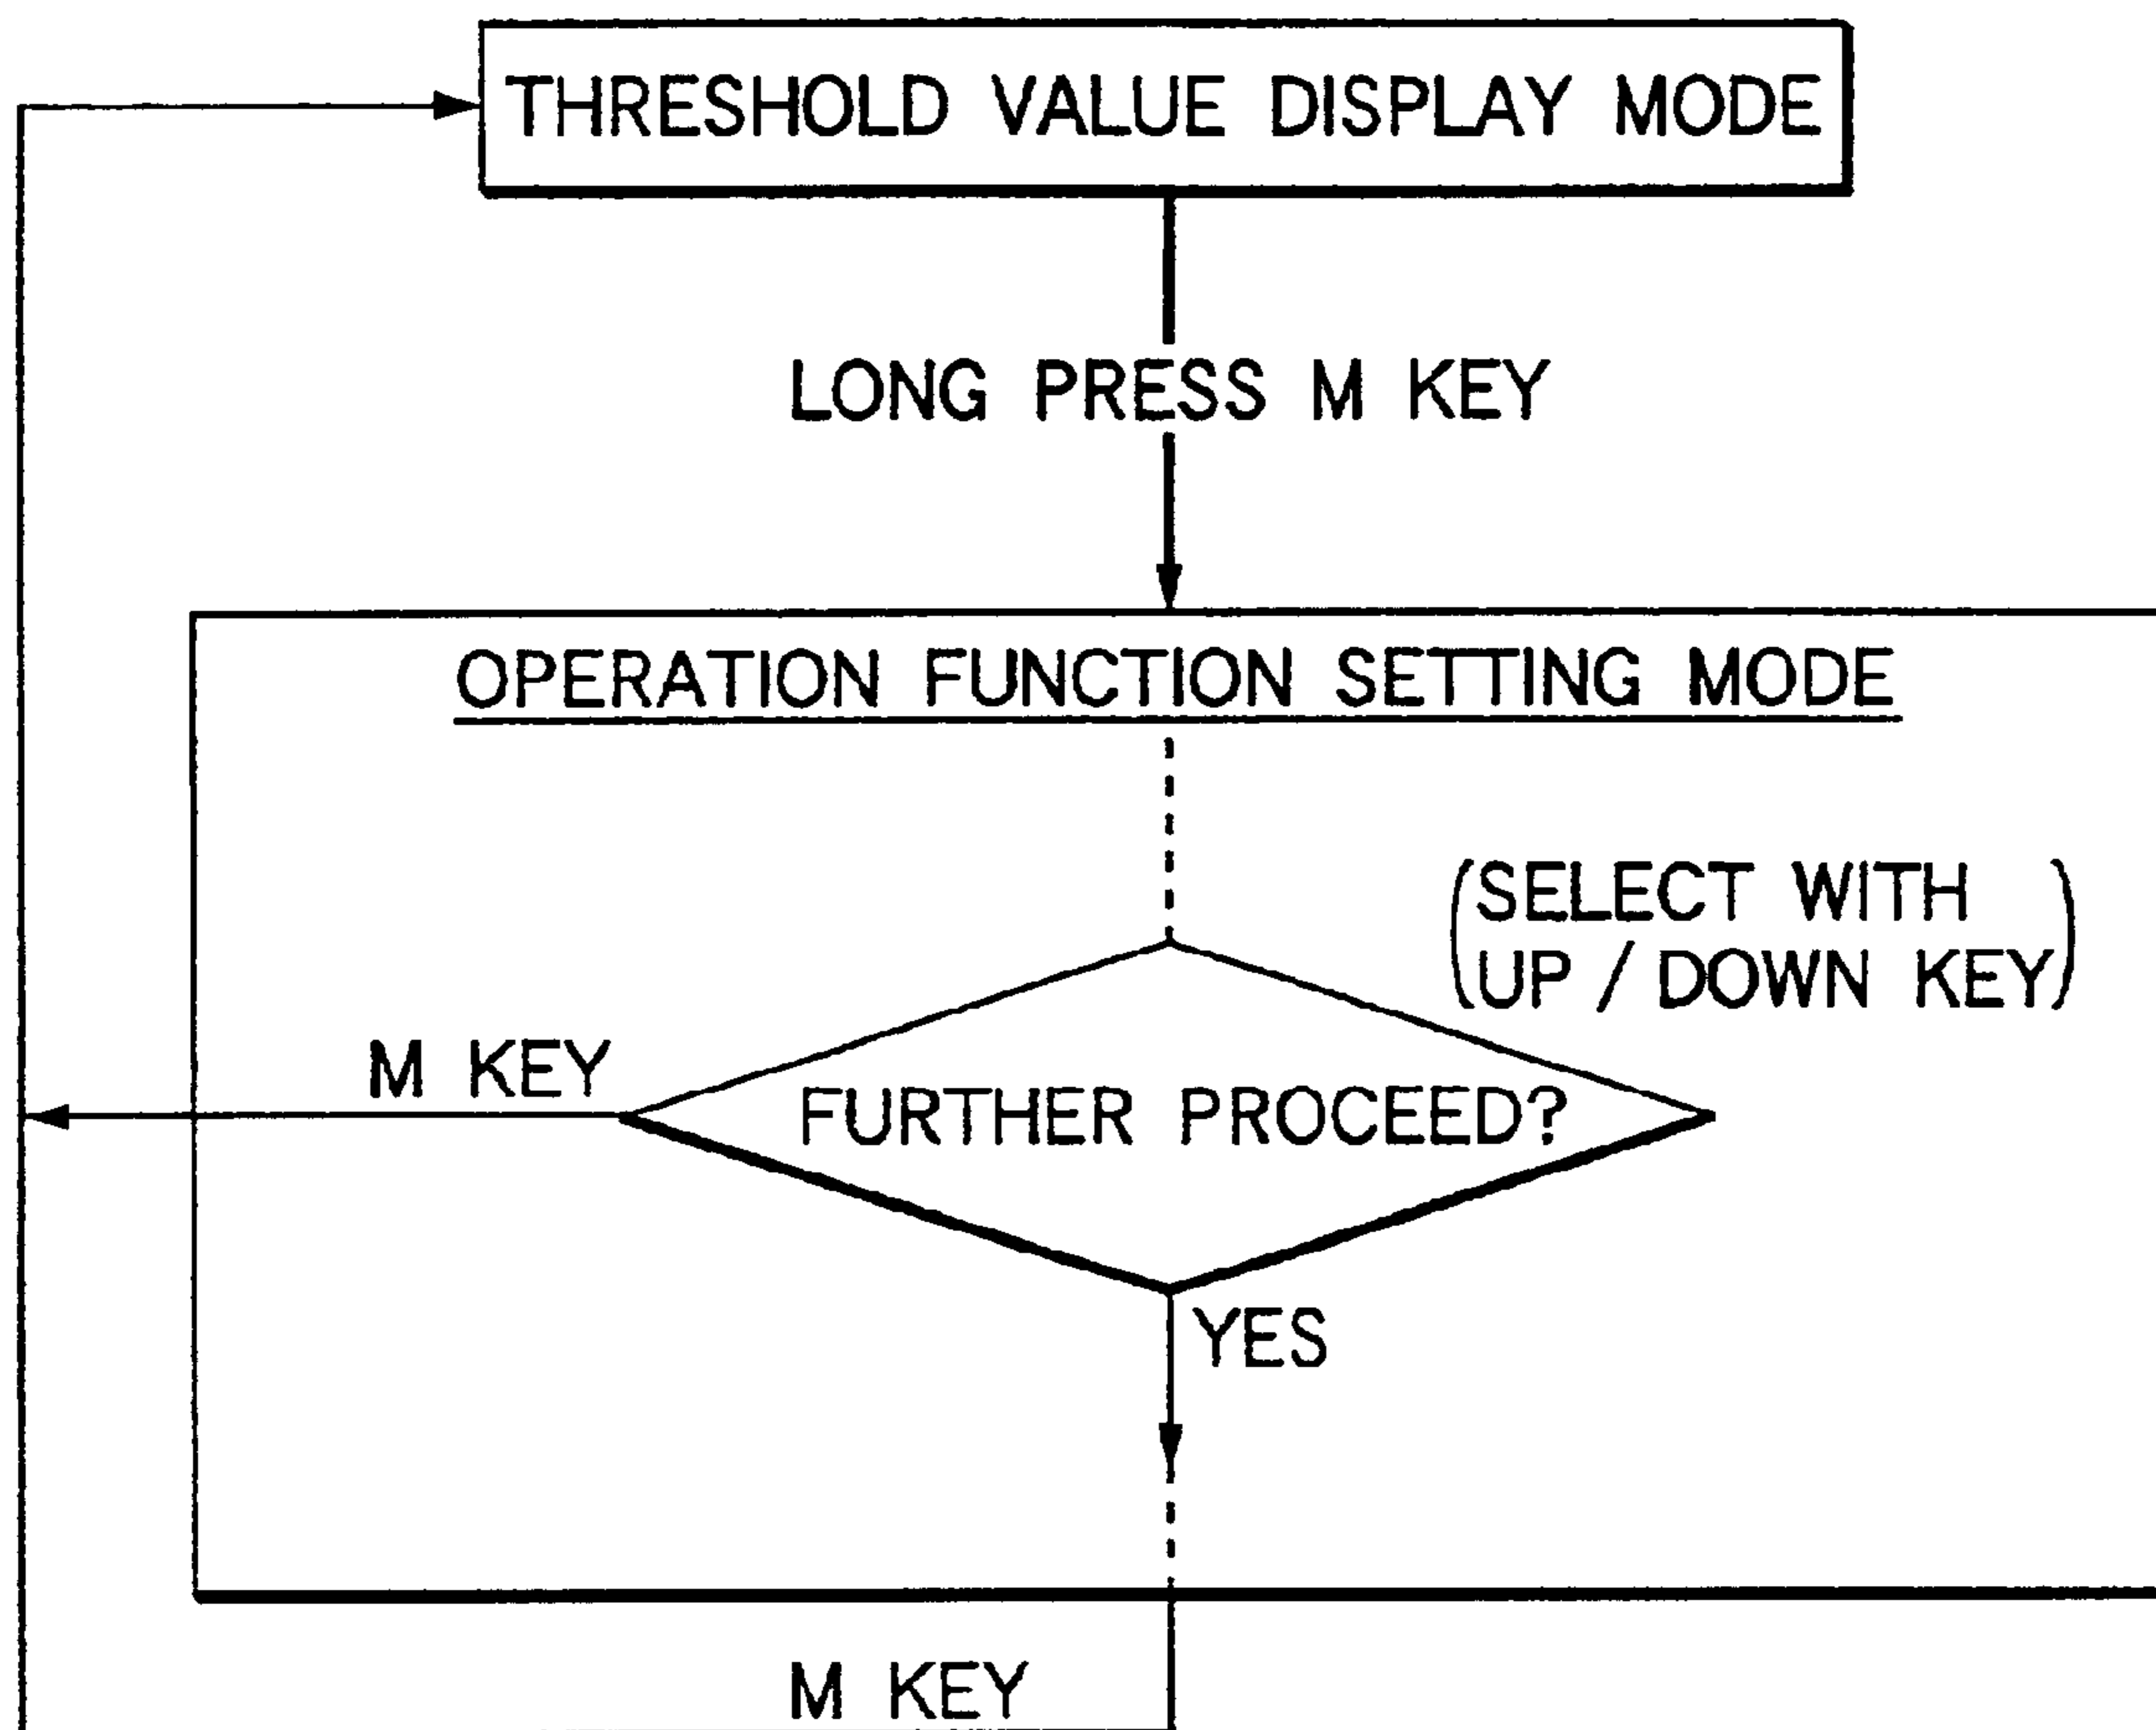 THRESHOLD VALUE DISPLAY MODE
LONG PRESS M KEY
OPERATION FUNCTION SETTING MODE
(SELECT WITH
UP / DOWN KEY)
M KEY
FURTHER PROCEED?
YES
M KEY